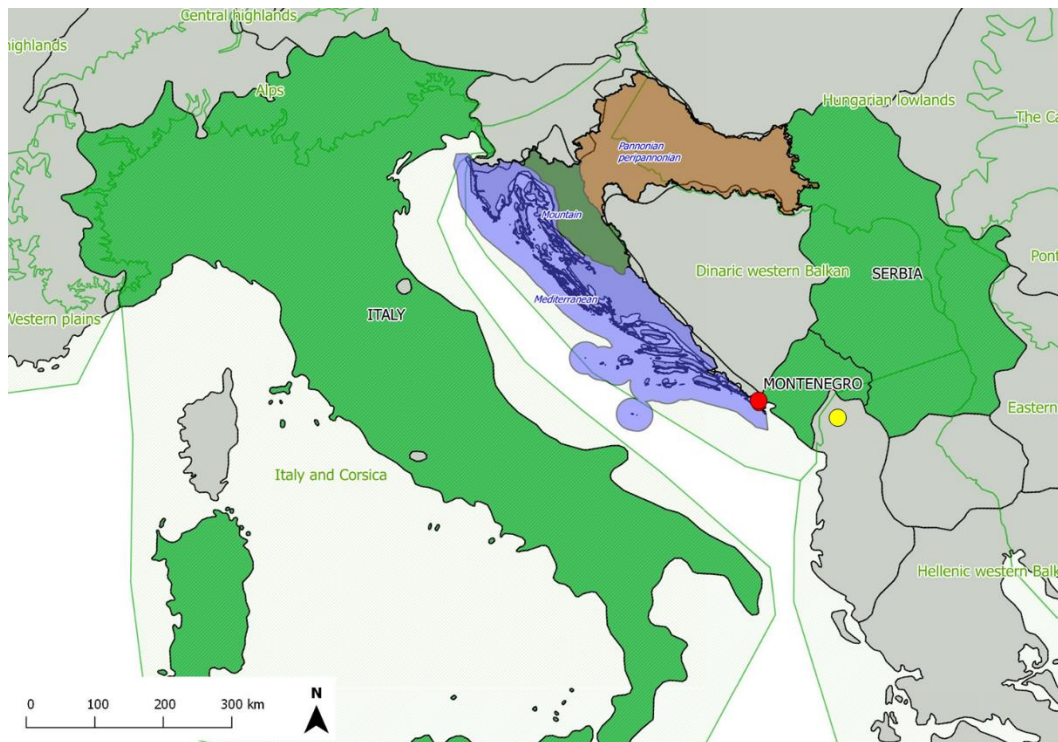 Central highlands
highlands
Alps
Hungarian lowlands
The Ca
Pannonian
peripannonian
Mountain
Dinaric western Balkan
SERBIA
Pont
Mediterranean
ITALY
Western plains
MONTENEGRO
Eastern
Italy and Corsica
Hellenic western Balk
0 100 200 300 km
N